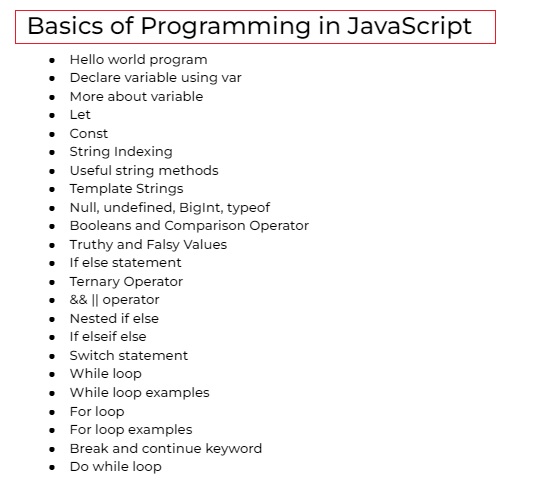 Basics of Programming in JavaScript
• Hello world program
• Declare variable using var
• More about variable
• Let
• Const
• String Indexing
• Useful string methods
• Template Strings
• Null, undefined, BigInt, typeof
• Booleans and Comparison Operator
• Truthy and Falsy Values
• If else statement
• Ternary Operator
• && || operator
• Nested if else
• If elseif else
• Switch statement
• While loop
• While loop examples
• For loop
• For loop examples
• Break and continue keyword
• Do while loop